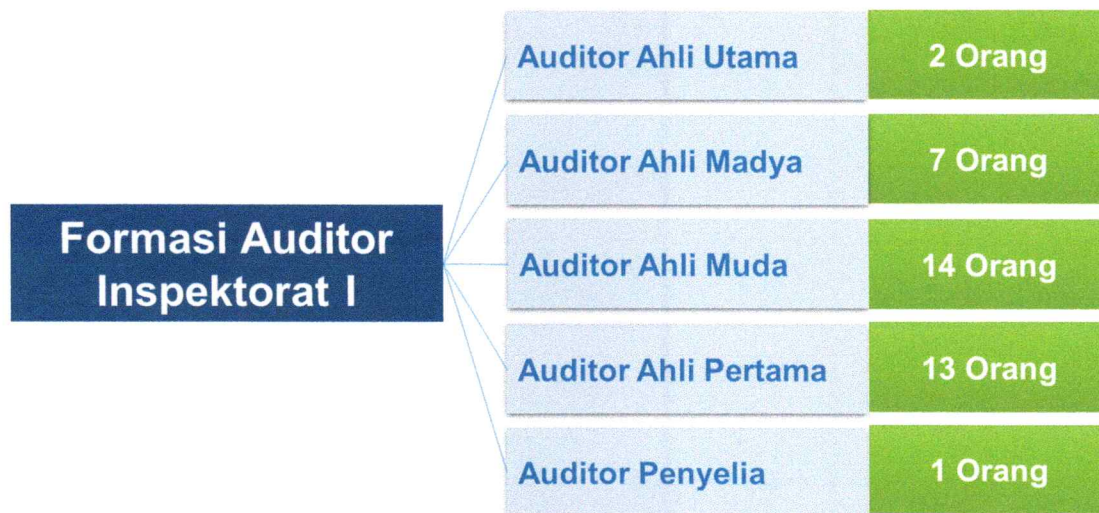 Formasi Auditor
Inspektorat I
Auditor Ahli Utama 2 Orang
Auditor Ahli Madya 7 Orang
Auditor Ahli Muda 14 Orang
Auditor Ahli Pertama 13 Orang
Auditor Penyelia 1 Orang